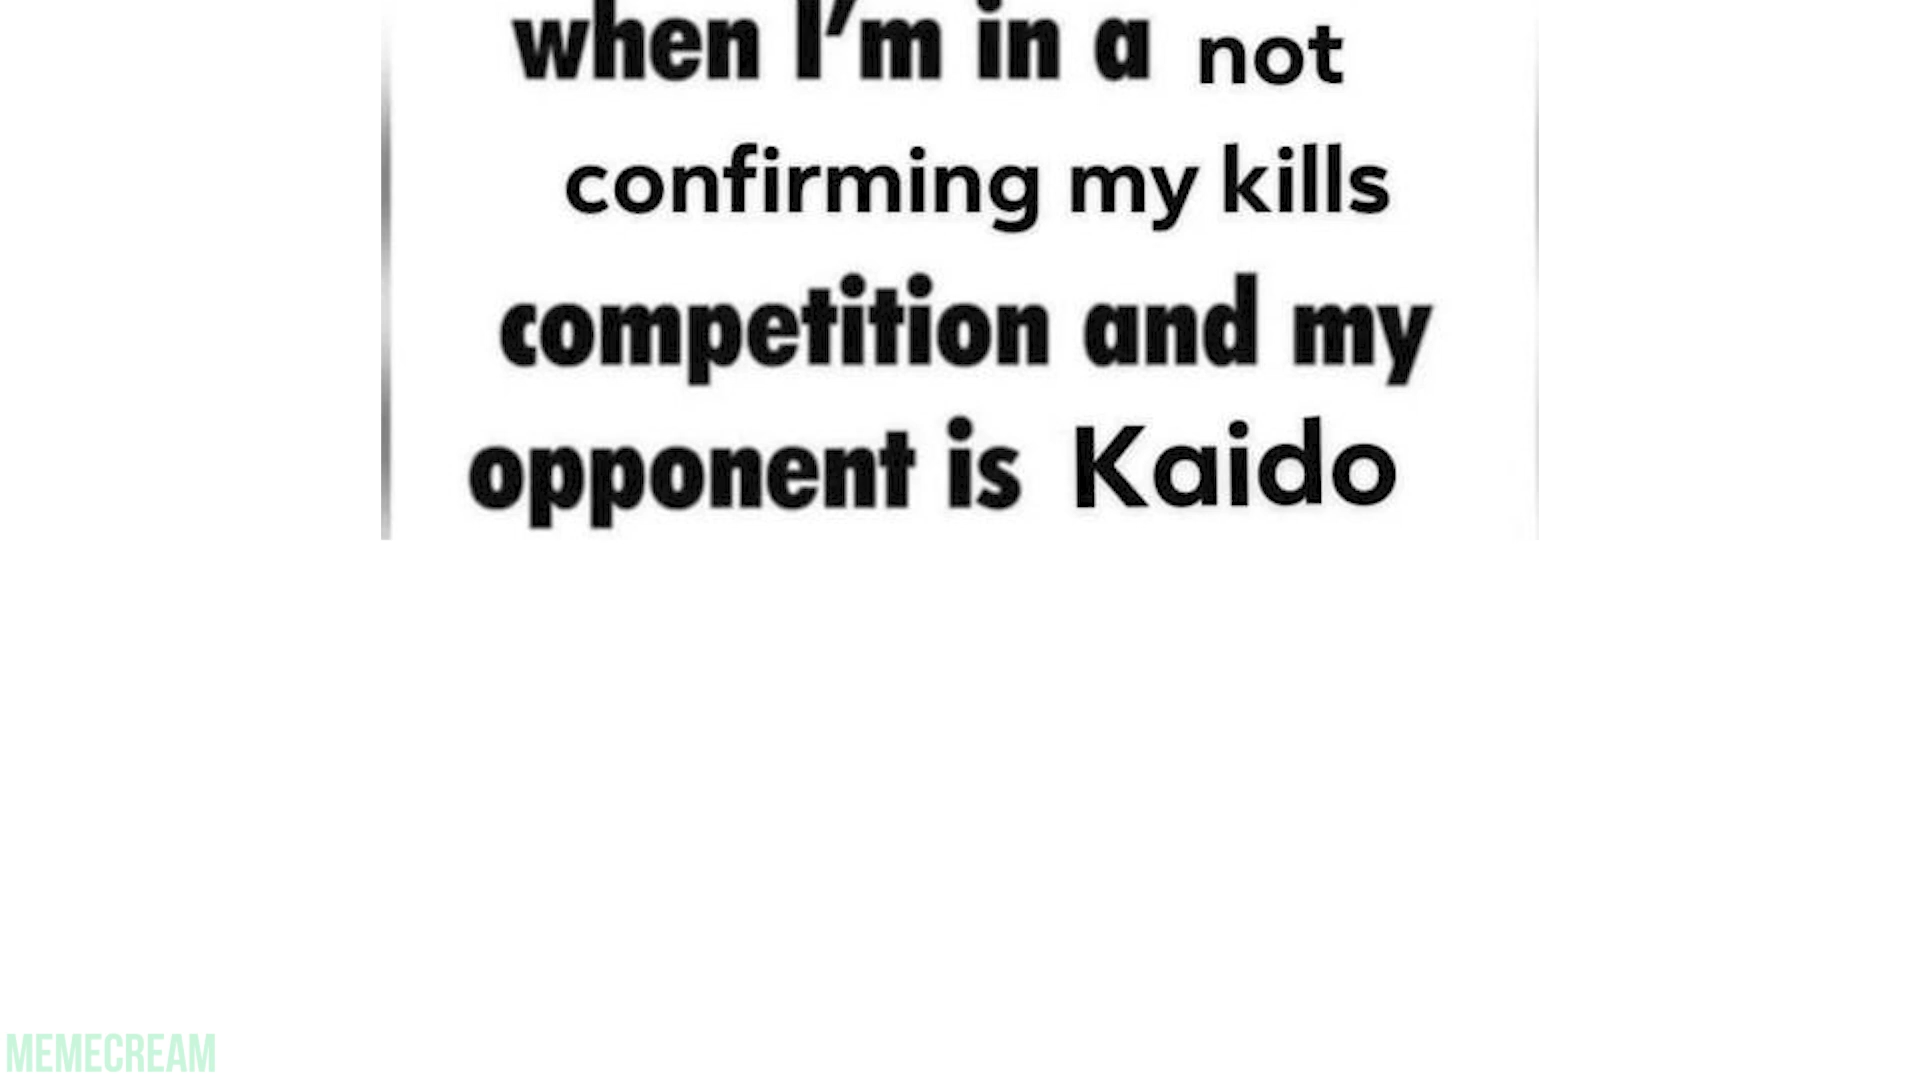 when I'm in a not
confirming my kills
competition and my
opponent is Kaido
MEMECREAM